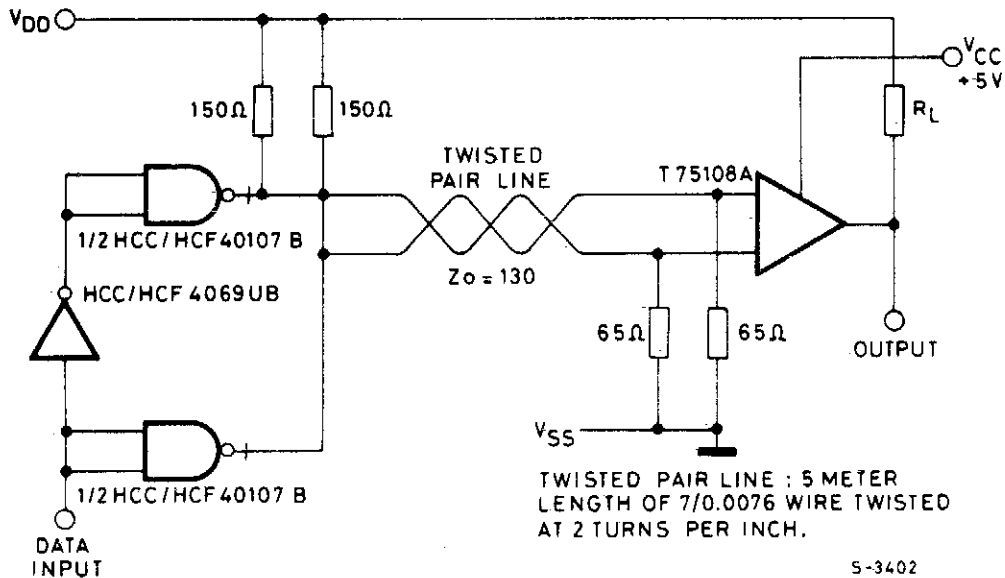 VDD
VCC
+5V
150Ω
150Ω
RL
TWISTED
PAIR LINE
T75108A
1/2 HCC/HCF 40107 B
Zo = 130
HCC/HCF 4069UB
65Ω
65Ω
OUTPUT
VSS
1/2 HCC/HCF 40107 B
TWISTED PAIR LINE : 5 METER
LENGTH OF 7/0.0076 WIRE TWISTED
AT 2 TURNS PER INCH.
DATA
INPUT
S-3402